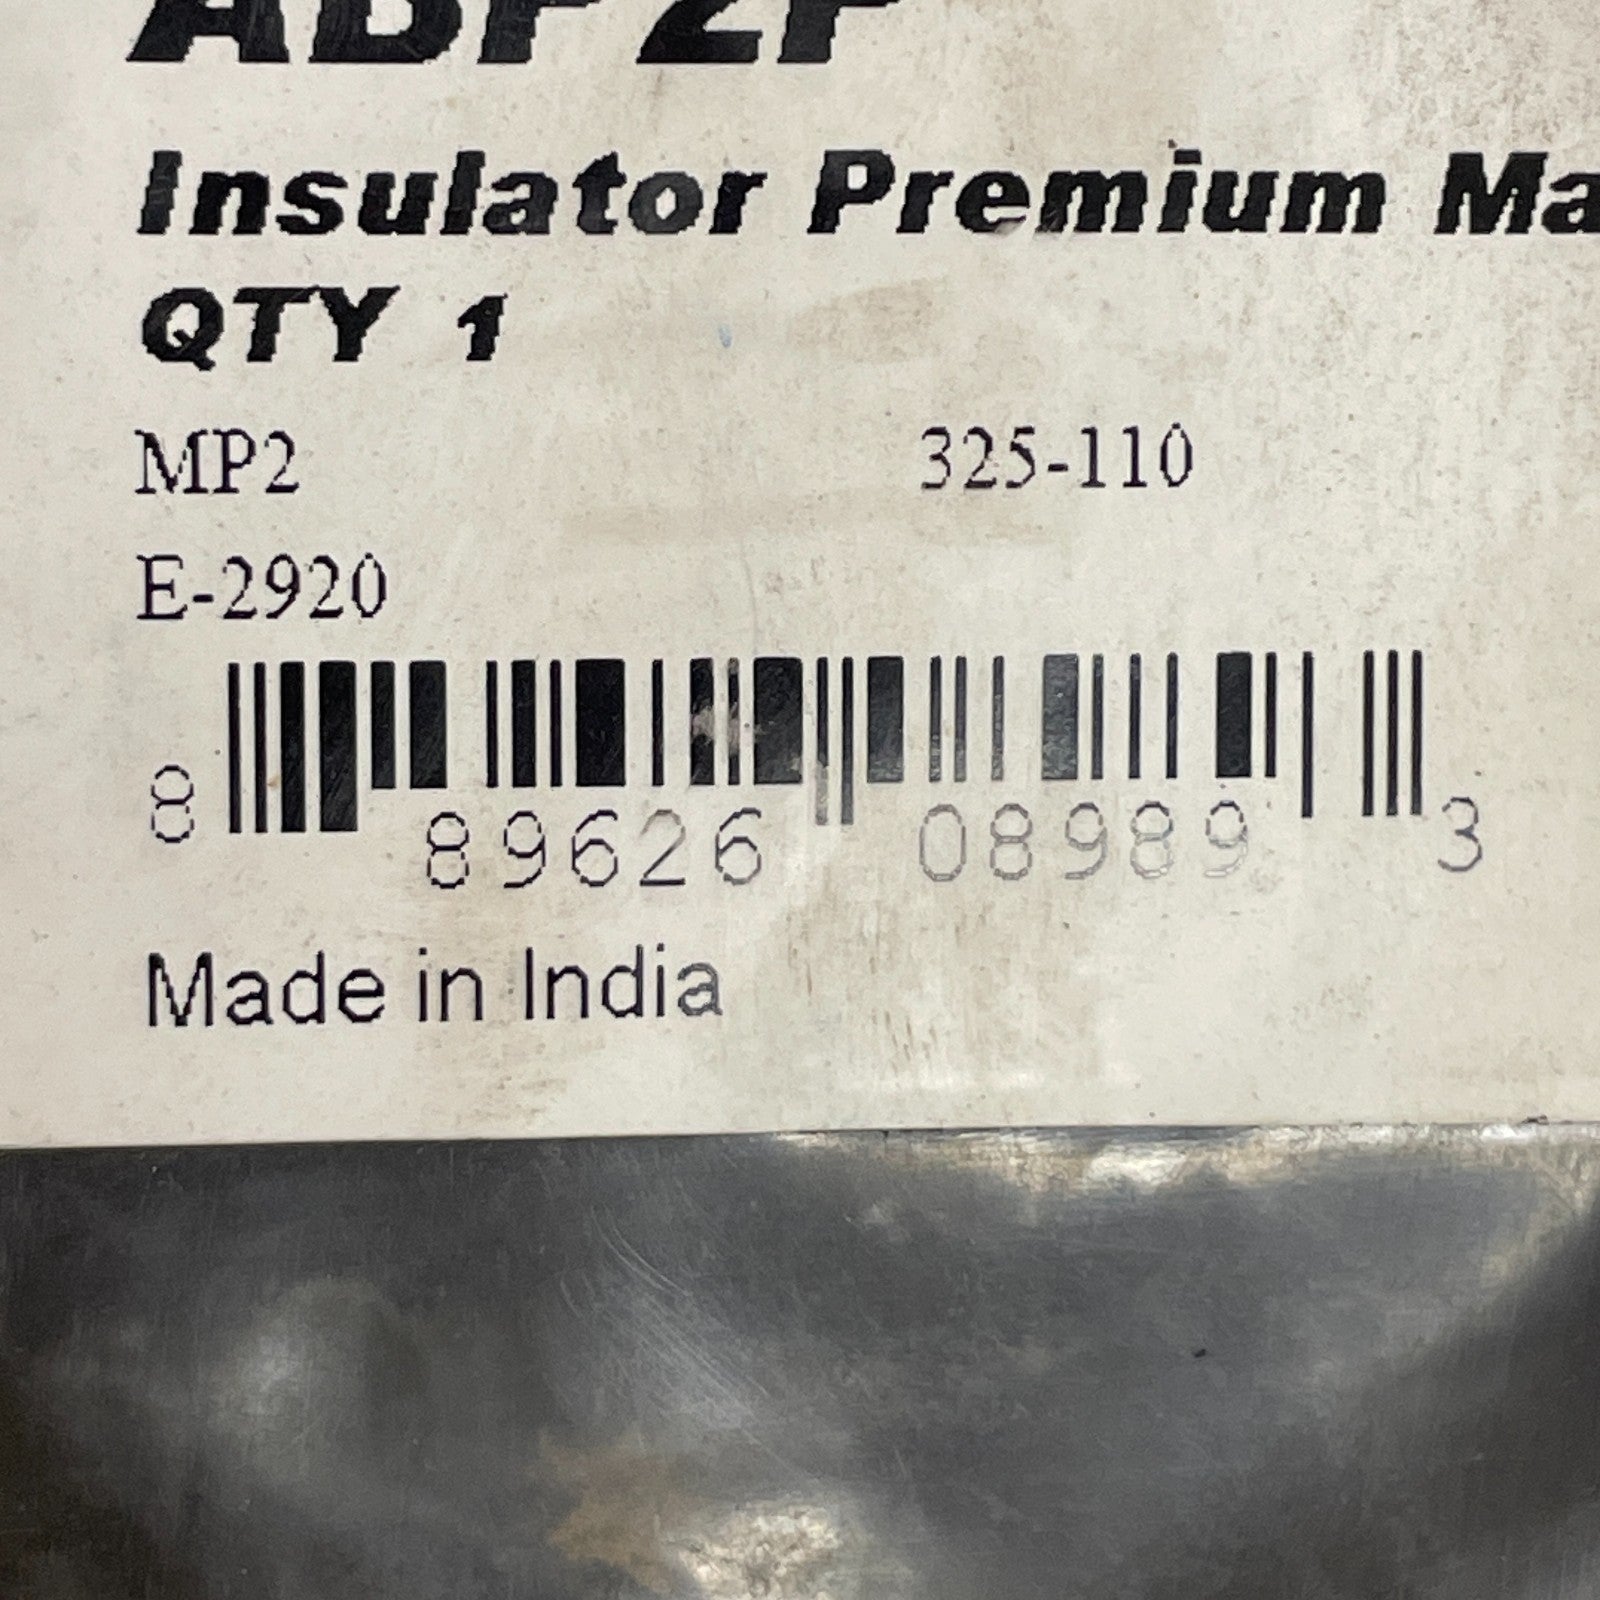 Insulator Premium Ma
QTY 1
MP2 325-110
E-2920
8 89626 08989 3
Made in India